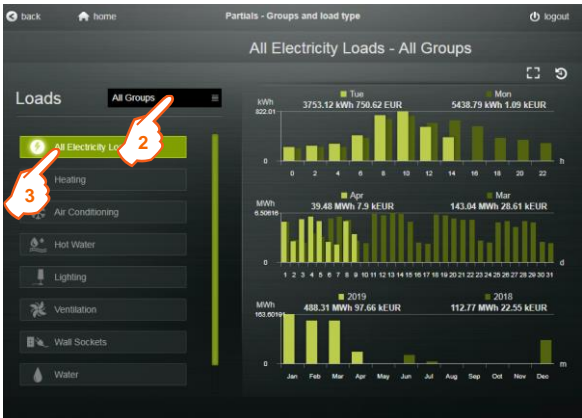 back home Partials - Groups and load type logout
All Electricity Loads - All Groups
Loads All Groups
2
All Electricity Lo
3
Heating
Air Conditioning
Hot Water
Lighting
Ventilation
Wall Sockets
Water
kWh Tue Mon
3753.12 kWh 750.62 EUR 5438.79 kWh 1.09 kEUR
822.01
0
0 2 4 6 8 10 12 14 16 18 20 22 h
MWh Apr Mar
39.48 MWh 7.9 kEUR 143.04 MWh 28.61 kEUR
6.50616
0 d
1 2 3 4 5 6 7 8 9 10 11 12 13 14 15 16 17 18 19 20 21 22 23 24 25 26 27 28 29 30 31
MWh 2019 2018
488.31 MWh 97.66 kEUR 112.77 MWh 22.55 kEUR
163.60191
0 m
Jan Feb Mar Apr May Jun Jul Aug Sep Oct Nov Dec